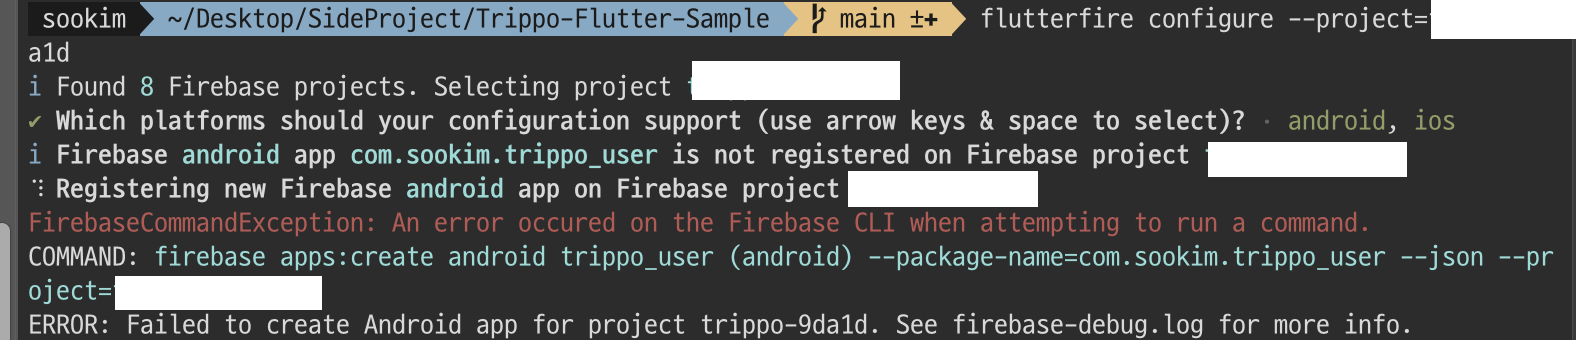 sookim ~/Desktop/SideProject/Trippo-Flutter-Sample main ±+ flutterfire configure --project=
a1d
i Found 8 Firebase projects. Selecting project
✔ Which platforms should your configuration support (use arrow keys & space to select)? · android, ios
i Firebase android app com.sookim.trippo_user is not registered on Firebase project
⠹ Registering new Firebase android app on Firebase project
FirebaseCommandException: An error occured on the Firebase CLI when attempting to run a command.
COMMAND: firebase apps:create android trippo_user (android) --package-name=com.sookim.trippo_user --json --pr
oject=
ERROR: Failed to create Android app for project trippo-9da1d. See firebase-debug.log for more info.